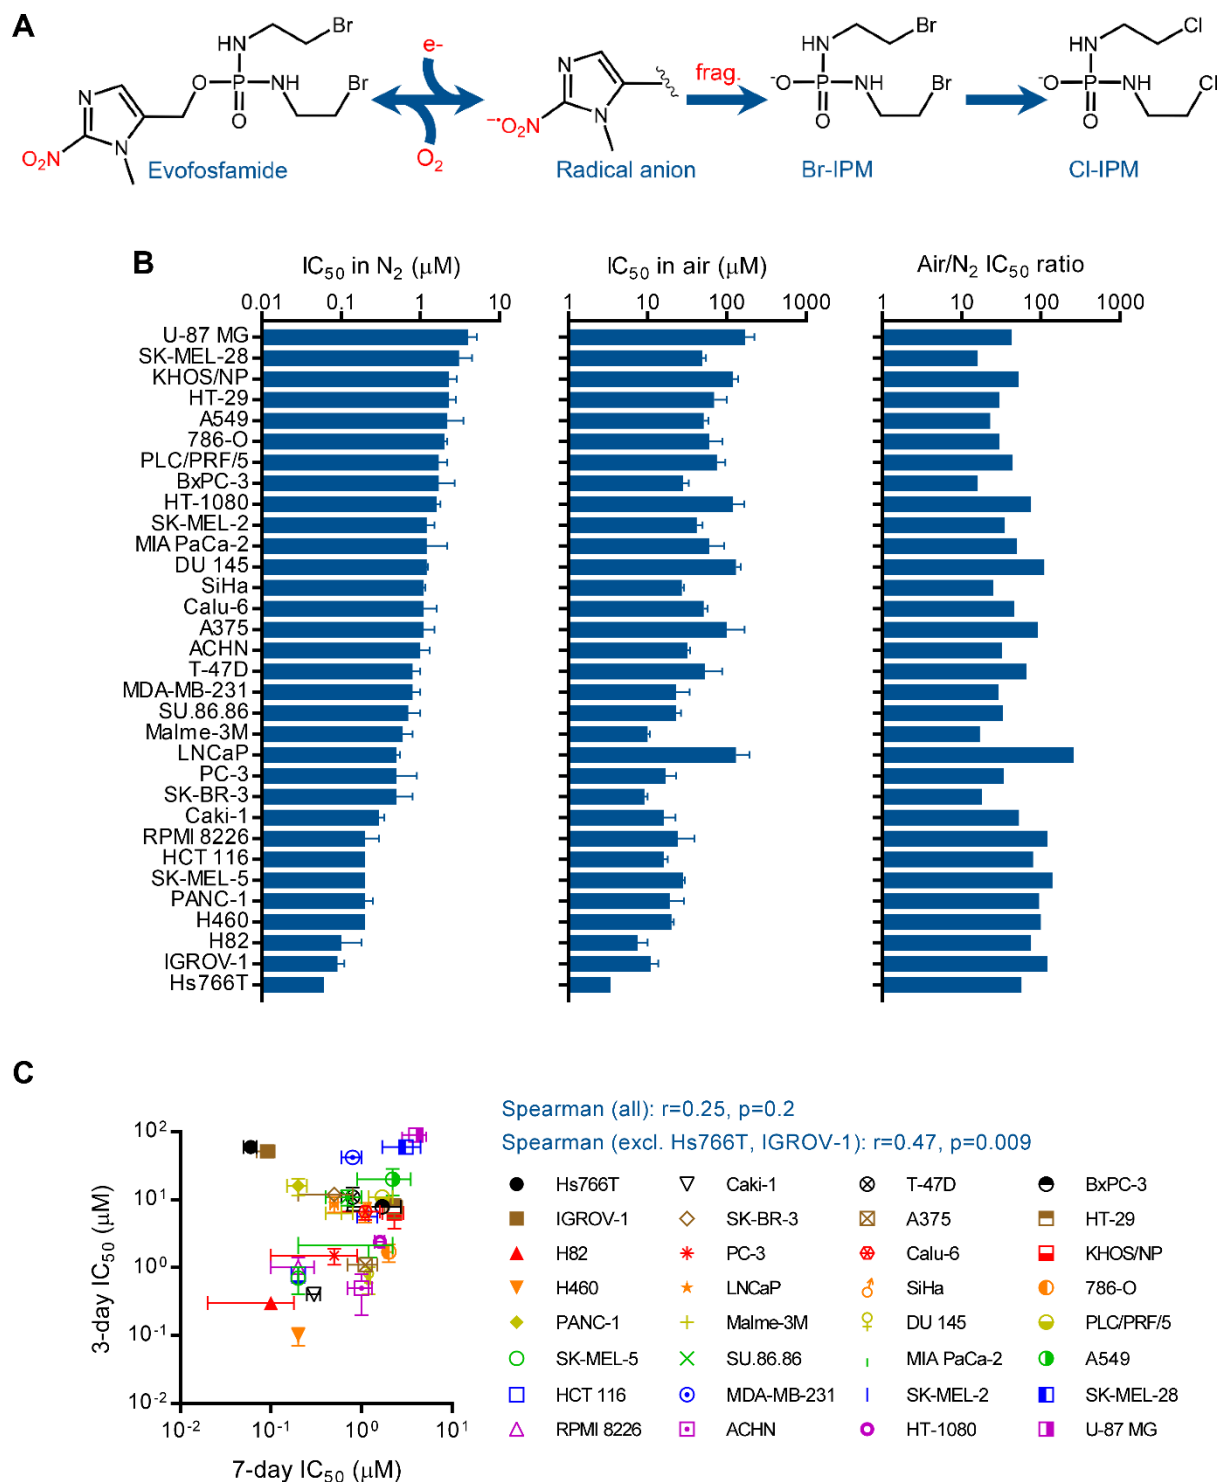 A
Br
HN
O
P
NH
Br
O
N
N
O₂N
Evofosfamide
e-
O₂
N
N
⁻•O₂N
Radical anion
frag.
Br
HN
⁻O
P
NH
Br
O
Br-IPM
Cl
HN
⁻O
P
NH
Cl
O
Cl-IPM
B
IC₅₀ in N₂ (μM)
IC₅₀ in air (μM)
Air/N₂ IC₅₀ ratio
0.01 0.1 1 10
1 10 100 1000
1 10 100 1000
U-87 MG
SK-MEL-28
KHOS/NP
HT-29
A549
786-O
PLC/PRF/5
BxPC-3
HT-1080
SK-MEL-2
MIA PaCa-2
DU 145
SiHa
Calu-6
A375
ACHN
T-47D
MDA-MB-231
SU.86.86
Malme-3M
LNCaP
PC-3
SK-BR-3
Caki-1
RPMI 8226
HCT 116
SK-MEL-5
PANC-1
H460
H82
IGROV-1
Hs766T
C
3-day IC₅₀ (μM)
10²
10¹
10⁰
10⁻¹
10⁻²
10⁻² 10⁻¹ 10⁰ 10¹
7-day IC₅₀ (μM)
Spearman (all): r=0.25, p=0.2
Spearman (excl. Hs766T, IGROV-1): r=0.47, p=0.009
Hs766T Caki-1 T-47D BxPC-3
IGROV-1 SK-BR-3 A375 HT-29
H82 PC-3 Calu-6 KHOS/NP
H460 LNCaP SiHa 786-O
PANC-1 Malme-3M DU 145 PLC/PRF/5
SK-MEL-5 SU.86.86 MIA PaCa-2 A549
HCT 116 MDA-MB-231 SK-MEL-2 SK-MEL-28
RPMI 8226 ACHN HT-1080 U-87 MG